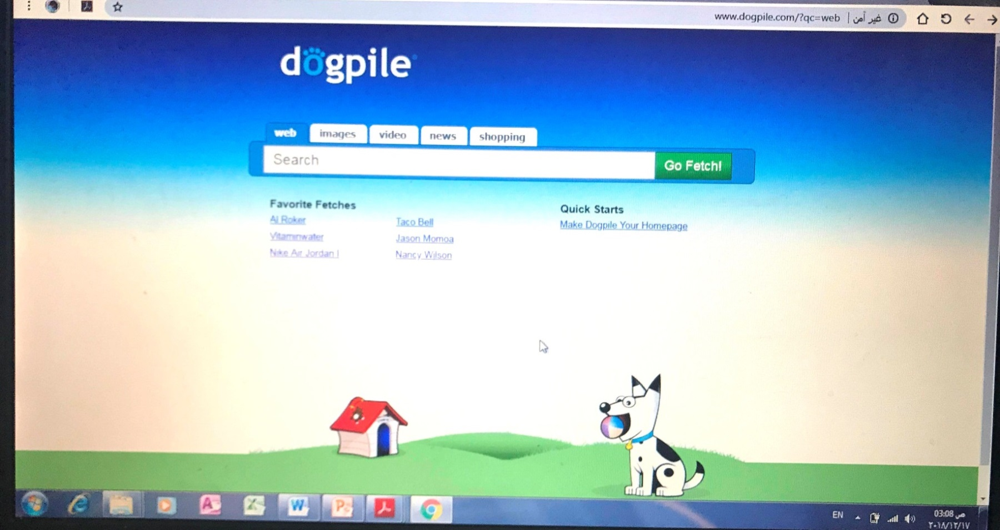 www.dogpile.com/?qc=web | غير آمن
dogpile
web images video news shopping
Search
Go Fetch!
Favorite Fetches
Al Roker
Vitaminwater
Nike Air Jordan I
Taco Bell
Jason Momoa
Nancy Wilson
Quick Starts
Make Dogpile Your Homepage
EN
03:08 ص
٢٠١٨/١٢/١٧